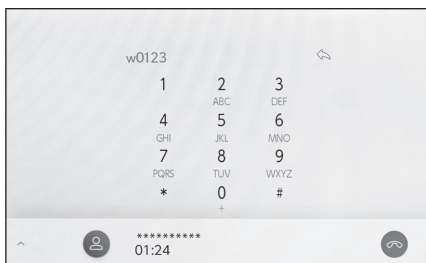 w0123
1 2 3
ABC DEF
4 5 6
GHI JKL MNO
7 8 9
PQRS TUV WXYZ
* 0 #
+
**********
01:24